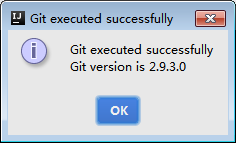 Git executed successfully
Git executed successfully
Git version is 2.9.3.0
OK